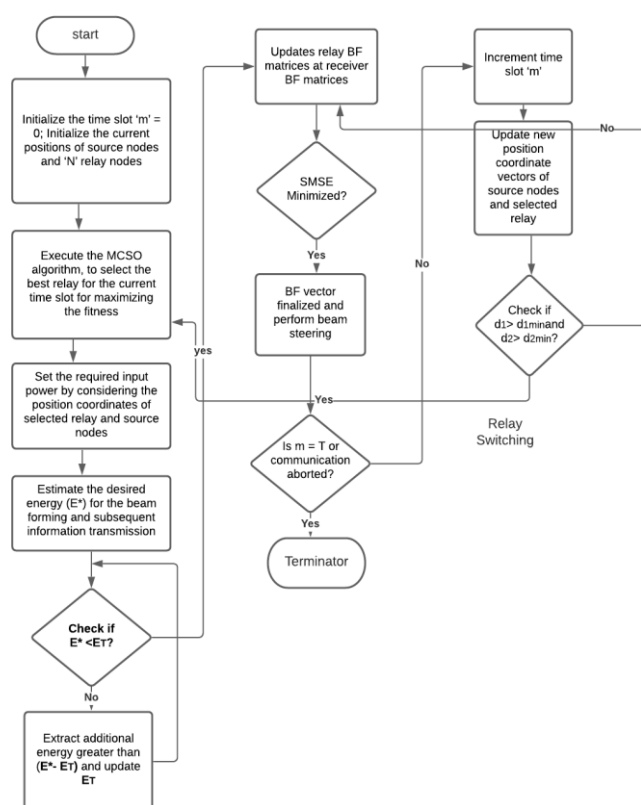 start
Initialize the time slot ‘m’ =
0; Initialize the current
positions of source nodes
and ‘N’ relay nodes
Execute the MCSO
algorithm, to select the
best relay for the current
time slot for maximizing
the fitness
Set the required input
power by considering the
position coordinates of
selected relay and source
nodes
Estimate the desired
energy (E*) for the beam
forming and subsequent
information transmission
Check if
E* <ET?
No
Extract additional
energy greater than
(E*- ET) and update
ET
yes
Updates relay BF
matrices at receiver
BF matrices
SMSE
Minimized?
Yes
BF vector
finalized and
perform beam
steering
Yes
Is m = T or
communication
aborted?
Yes
Terminator
No
Increment time
slot ‘m’
No
Update new
position
coordinate
vectors of
source nodes
and selected
relay
Check if
d1> d1minand
d2> d2min?
Relay
Switching